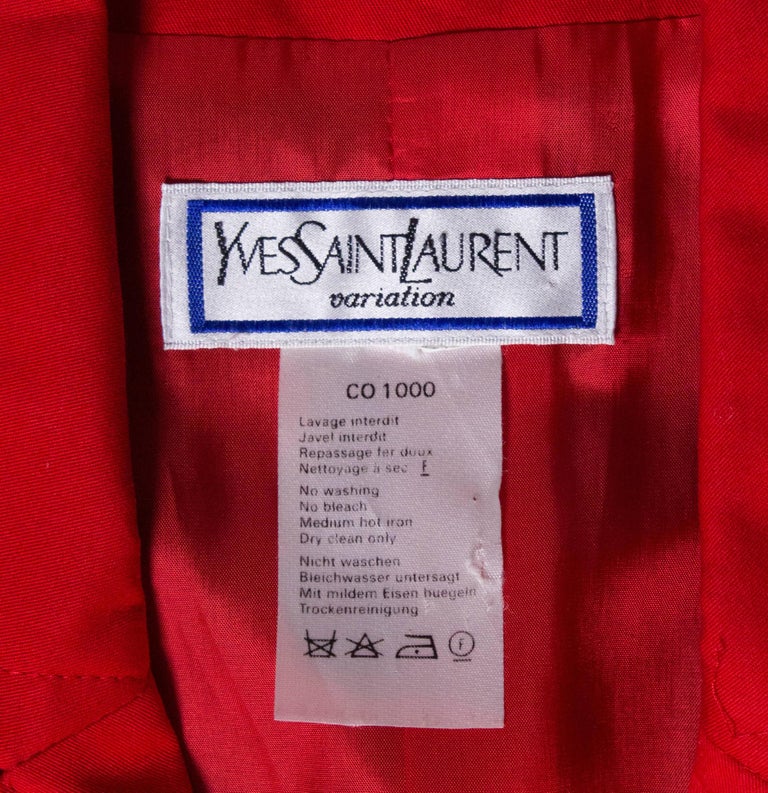 YVESSAINTLAURENT
variation
CO 1000
Lavage interdit
Javel interdit
Repassage fer doux
Nettoyage à sec F
No washing
No bleach
Medium hot iron
Dry clean only
Nicht waschen
Bleichwasser untersagt
Mit mildem Eisen buegeln
Trockenreinigung
F